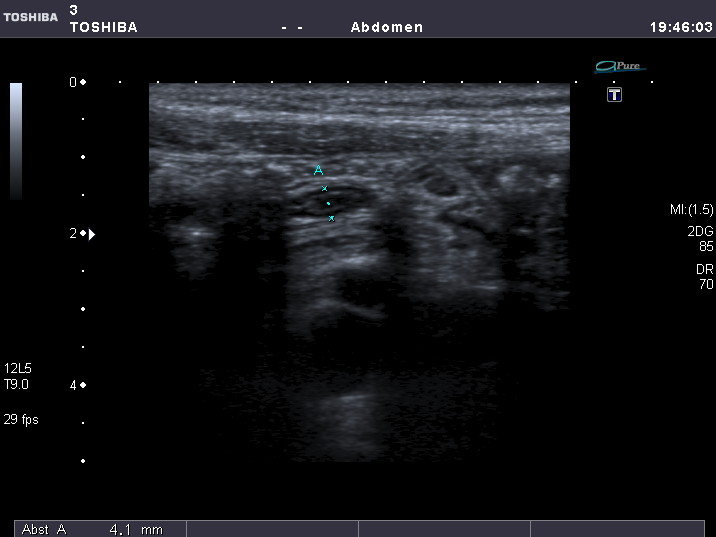 TOSHIBA
3
TOSHIBA - - Abdomen 19:46:03
aPure
T
0
A
MI:(1.5)
2
2DG
85
DR
70
12L5
T9.0
4
29 fps
Abst A 4.1 mm